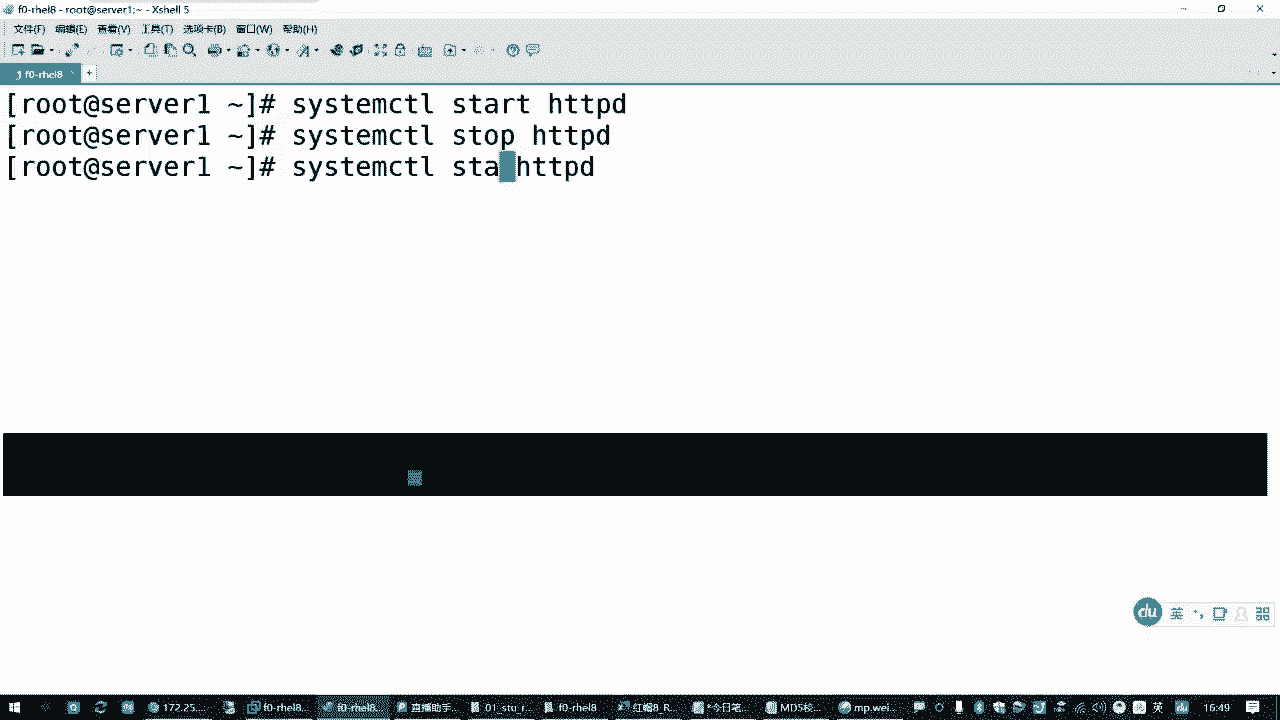 f0-rhel8 - root@server1:~ - Xshell 5
文件(F) 编辑(E) 查看(V) 工具(T) 选项卡(B) 窗口(W) 帮助(H)
f0-rhel8
[root@server1 ~]# systemctl start httpd
[root@server1 ~]# systemctl stop httpd
[root@server1 ~]# systemctl sta httpd
du 英
172.25.... f0-rhel8... f0-rhel8 直播助手... 01_stu_r... f0-rhel8 红帽8_R... *今日笔... MD5校... mp.wei... 英 du 16:49